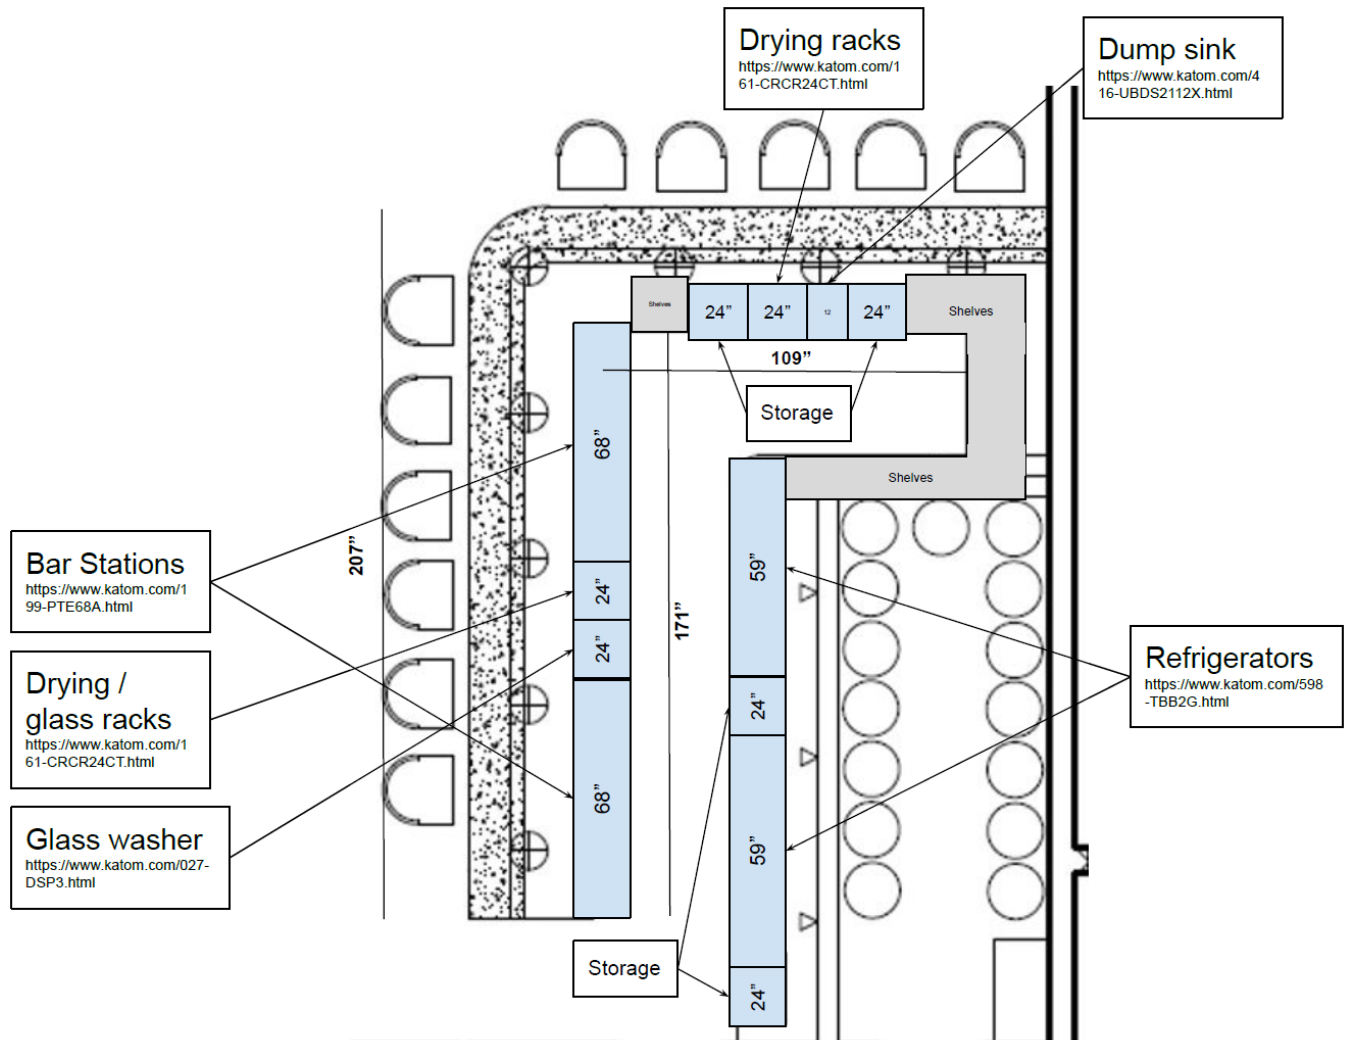 Drying racks
https://www.katom.com/1
61-CRCR24CT.html
Dump sink
https://www.katom.com/4
16-UBDS2112X.html
Shelves
24”
24”
12
24”
Shelves
109”
Storage
68”
Shelves
Bar Stations
https://www.katom.com/1
99-PTE68A.html
207”
24”
171”
59”
24”
Drying /
glass racks
https://www.katom.com/1
61-CRCR24CT.html
Refrigerators
https://www.katom.com/598
-TBB2G.html
24”
68”
59”
Glass washer
https://www.katom.com/027-
DSP3.html
Storage
24”